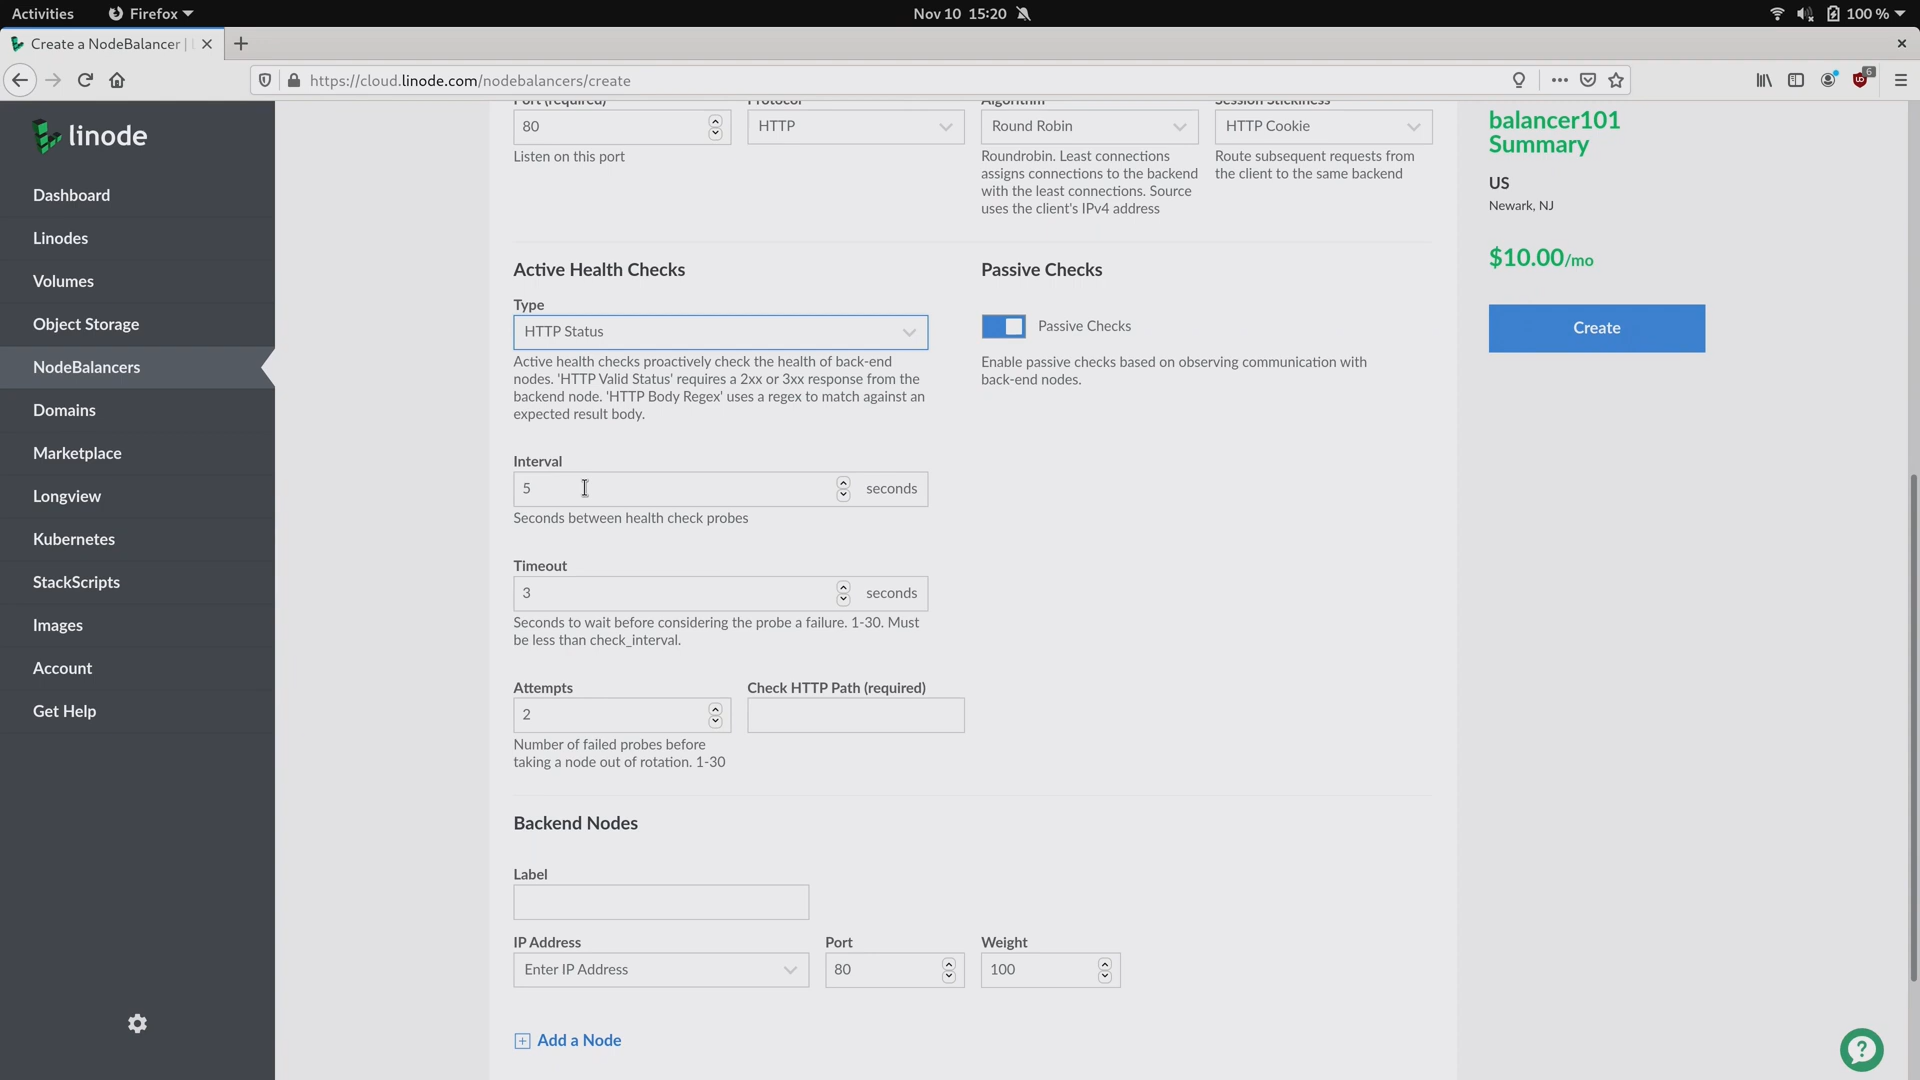 Activities
Firefox
Nov 10 15:20
100 %
Create a NodeBalancer |
https://cloud.linode.com/nodebalancers/create
6
linode
Dashboard
Linodes
Volumes
Object Storage
NodeBalancers
Domains
Marketplace
Longview
Kubernetes
StackScripts
Images
Account
Get Help
Port (required)
Protocol
Algorithm
Session Stickiness
80
HTTP
Round Robin
HTTP Cookie
Listen on this port
Roundrobin. Least connections
assigns connections to the backend
with the least connections. Source
uses the client's IPv4 address
Route subsequent requests from
the client to the same backend
Active Health Checks
Type
HTTP Status
Active health checks proactively check the health of back-end
nodes. 'HTTP Valid Status' requires a 2xx or 3xx response from the
backend node. 'HTTP Body Regex' uses a regex to match against an
expected result body.
Passive Checks
Passive Checks
Enable passive checks based on observing communication with
back-end nodes.
Interval
5
seconds
Seconds between health check probes
Timeout
3
seconds
Seconds to wait before considering the probe a failure. 1-30. Must
be less than check_interval.
Attempts
2
Number of failed probes before
taking a node out of rotation. 1-30
Check HTTP Path (required)
Backend Nodes
Label
IP Address
Enter IP Address
Port
80
Weight
100
Add a Node
balancer101
Summary
US
Newark, NJ
$10.00/mo
Create